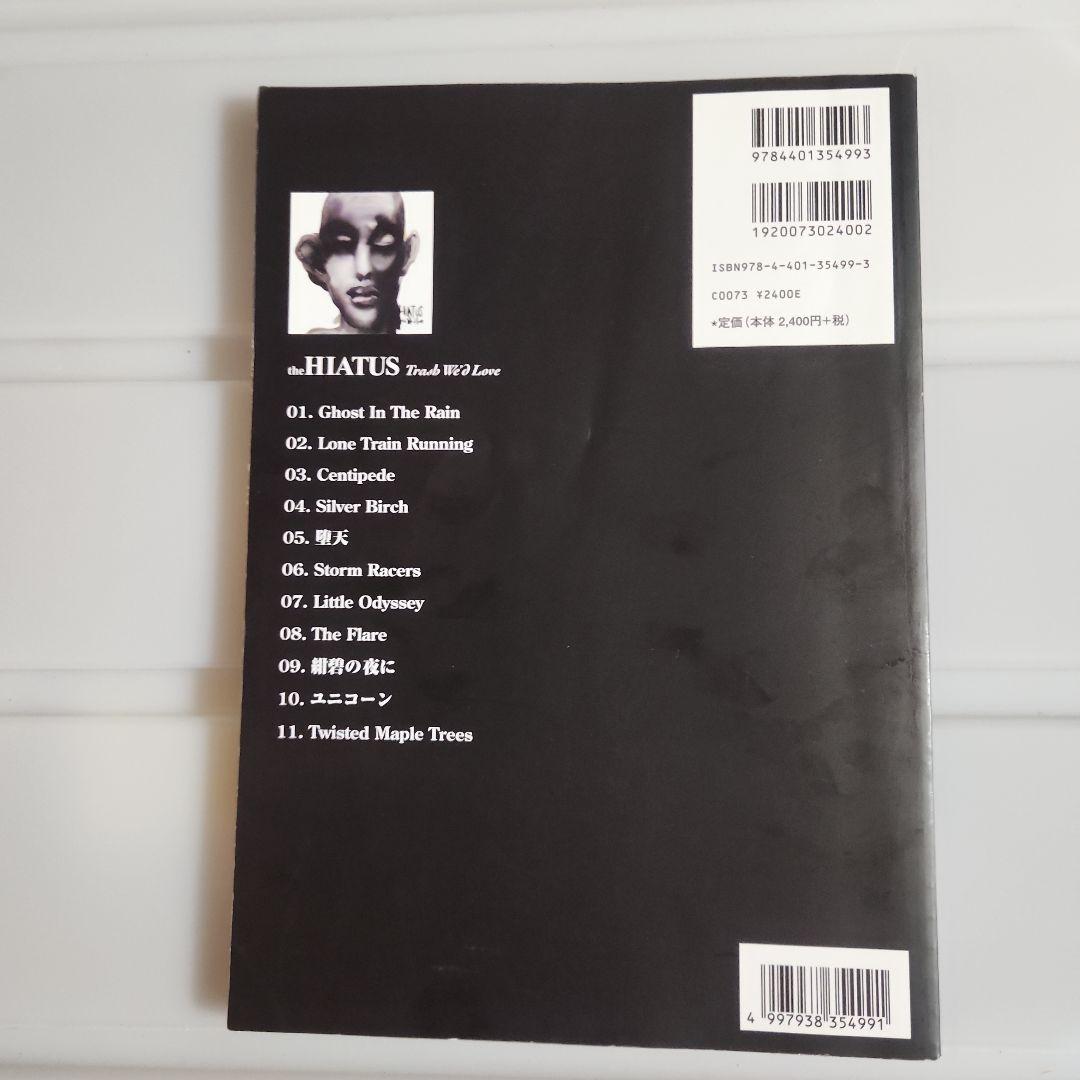 9784401354993
1920073024002
ISBN978-4-401-35499-3
C0073 ¥2400E
*定価(本体 2,400円+税)
HIATUS
theHIATUS Trash We'd Love
01. Ghost In The Rain
02. Lone Train Running
03. Centipede
04. Silver Birch
05. 堕天
06. Storm Racers
07. Little Odyssey
08. The Flare
09. 紺碧の夜に
10. ユニコーン
11. Twisted Maple Trees
4 997938 354991